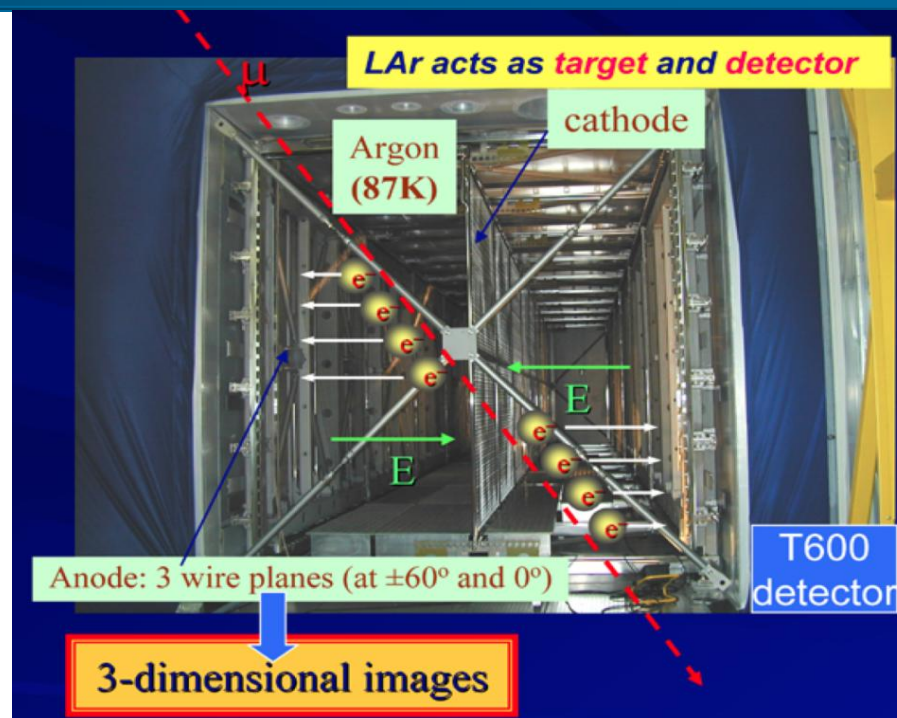 μ
LAr acts as target and detector
cathode
Argon
(87K)
e⁻
e⁻
e⁻
e⁻
E
E
e⁻
e⁻
e⁻
e⁻
Anode: 3 wire planes (at ±60° and 0°)
T600
detector
3-dimensional images